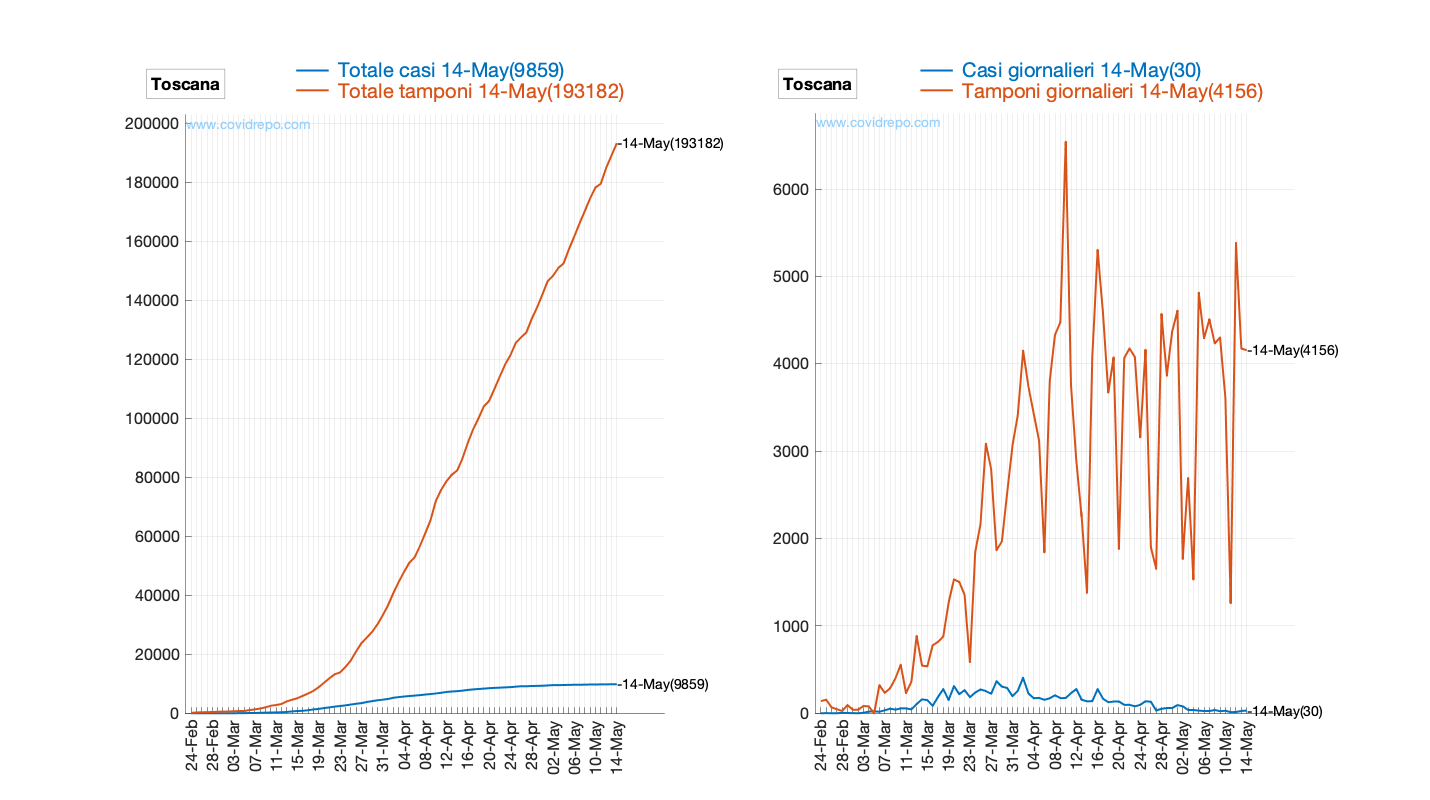 Toscana
Totale casi 14-May(9859)
Totale tamponi 14-May(193182)
www.covidrepo.com
200000
180000
160000
140000
120000
100000
80000
60000
40000
20000
0
14-May(193182)
14-May(9859)
24-Feb
28-Feb
03-Mar
07-Mar
11-Mar
15-Mar
19-Mar
23-Mar
27-Mar
31-Mar
04-Apr
08-Apr
12-Apr
16-Apr
20-Apr
24-Apr
28-Apr
02-May
06-May
10-May
14-May
Toscana
Casi giornalieri 14-May(30)
Tamponi giornalieri 14-May(4156)
www.covidrepo.com
6000
5000
4000
3000
2000
1000
0
14-May(4156)
14-May(30)
24-Feb
28-Feb
03-Mar
07-Mar
11-Mar
15-Mar
19-Mar
23-Mar
27-Mar
31-Mar
04-Apr
08-Apr
12-Apr
16-Apr
20-Apr
24-Apr
28-Apr
02-May
06-May
10-May
14-May